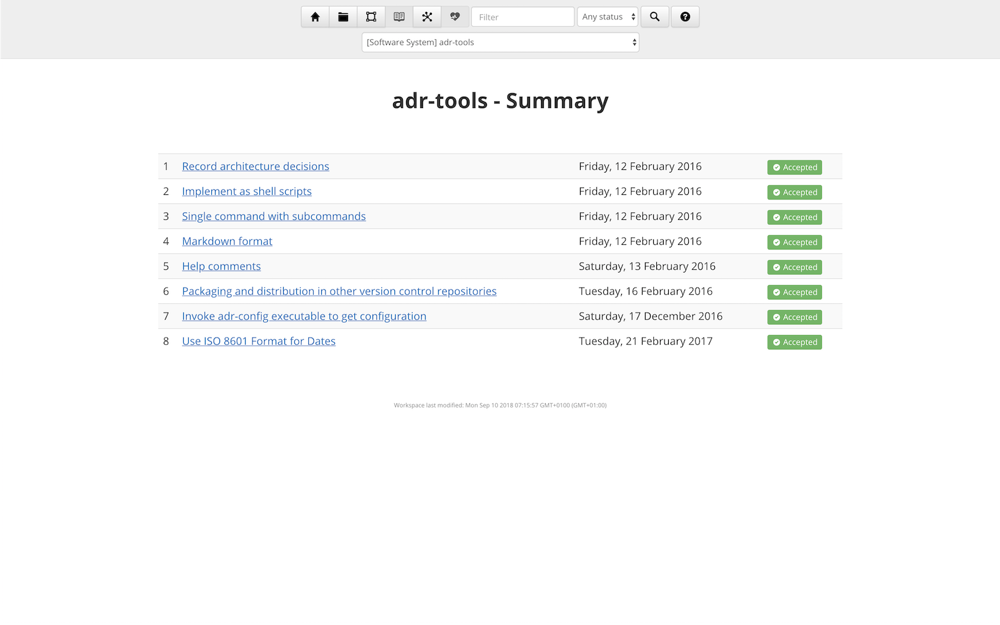 Filter Any status
[Software System] adr-tools
adr-tools - Summary
1 Record architecture decisions Friday, 12 February 2016 Accepted
2 Implement as shell scripts Friday, 12 February 2016 Accepted
3 Single command with subcommands Friday, 12 February 2016 Accepted
4 Markdown format Friday, 12 February 2016 Accepted
5 Help comments Saturday, 13 February 2016 Accepted
6 Packaging and distribution in other version control repositories Tuesday, 16 February 2016 Accepted
7 Invoke adr-config executable to get configuration Saturday, 17 December 2016 Accepted
8 Use ISO 8601 Format for Dates Tuesday, 21 February 2017 Accepted
Workspace last modified: Mon Sep 10 2018 07:15:57 GMT+0100 (GMT+01:00)